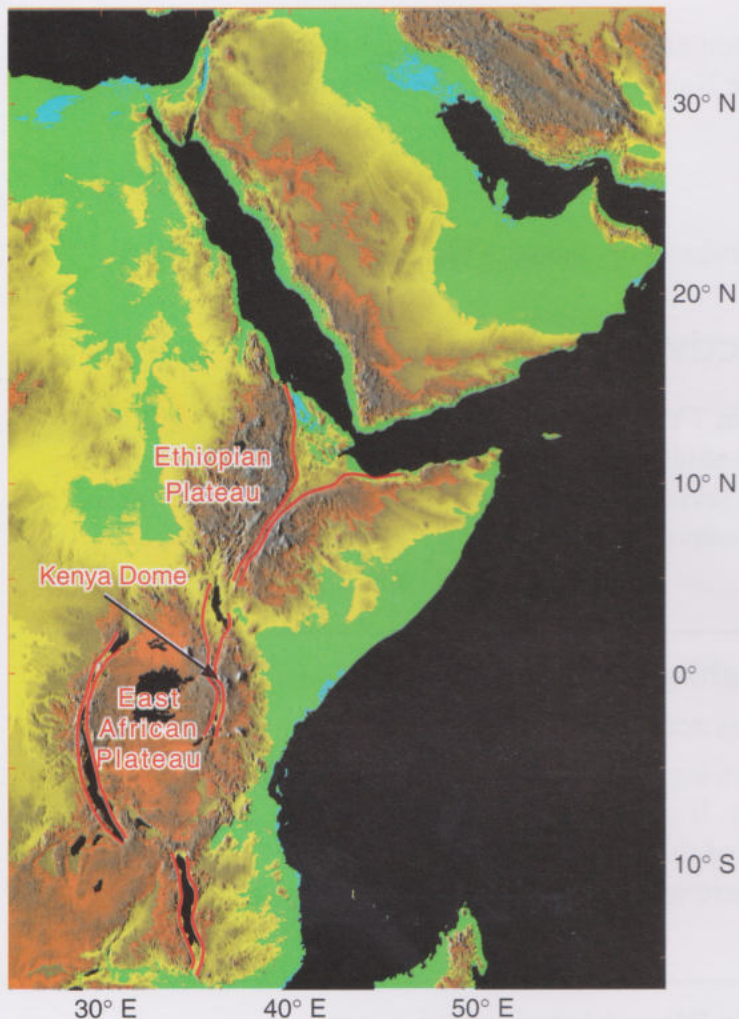 30° N
20° N
Ethiopian
Plateau
10° N
Kenya Dome
0°
East
African
Plateau
10° S
30° E
40° E
50° E